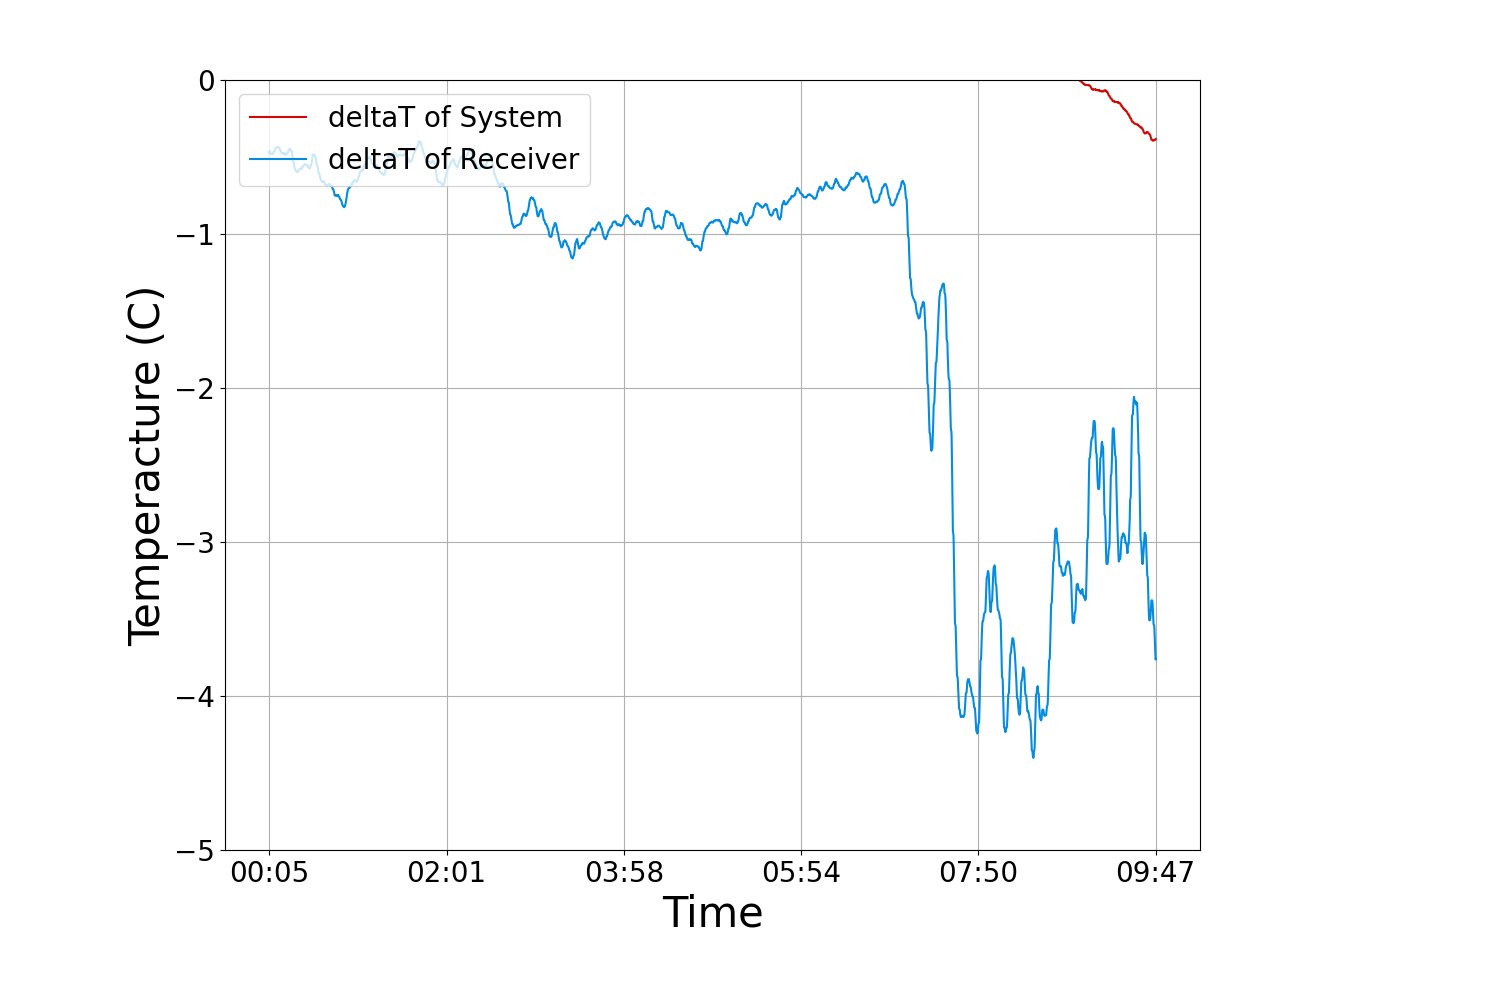 deltaT of System
deltaT of Receiver
0
−1
−2
−3
−4
−5
Temperacture (C)
00:05 02:01 03:58 05:54 07:50 09:47
Time